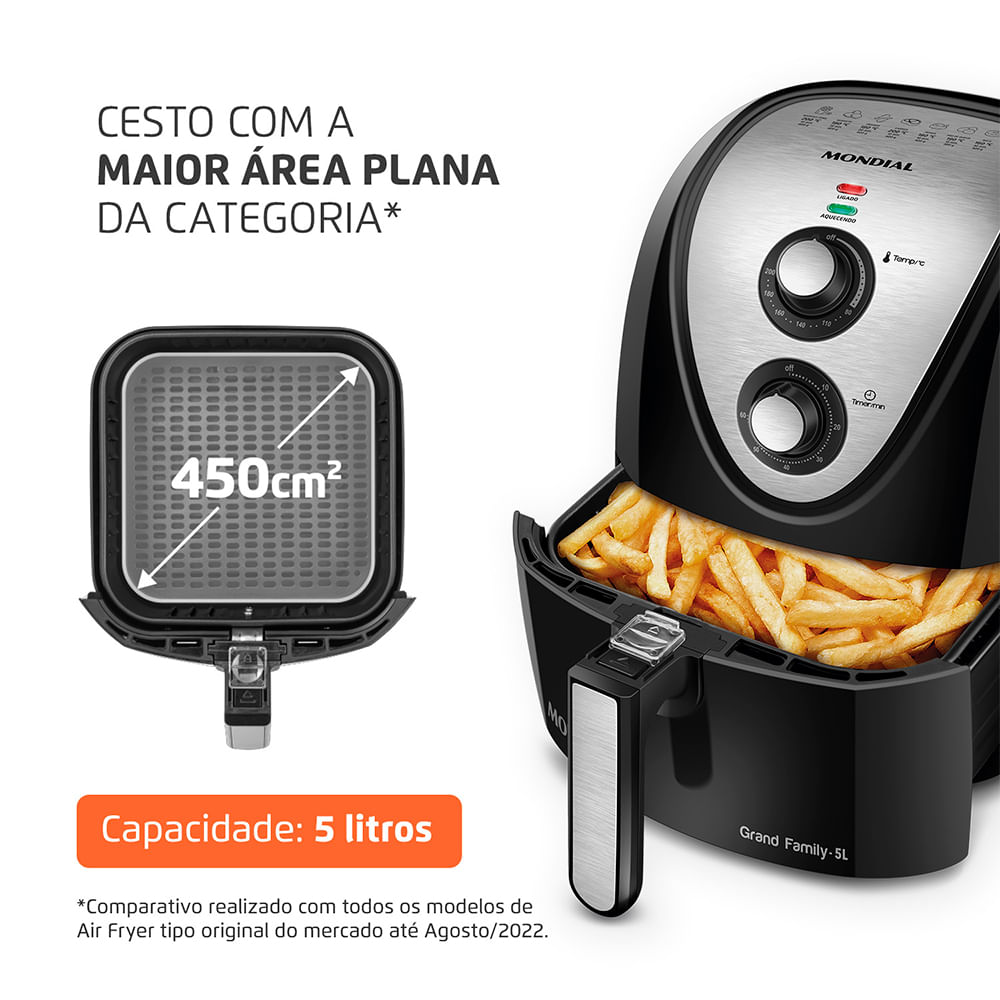 CESTO COM A
MAIOR ÁREA PLANA
DA CATEGORIA*
450cm²
Capacidade: 5 litros
*Comparativo realizado com todos os modelos de
Air Fryer tipo original do mercado até Agosto/2022.
MONDIAL
LIGADO
AQUECENDO
off
Temp/°C
200
180
160
140
110
80
off
10
Timer/min
60
20
50
30
40
MO
Grand Family - 5L